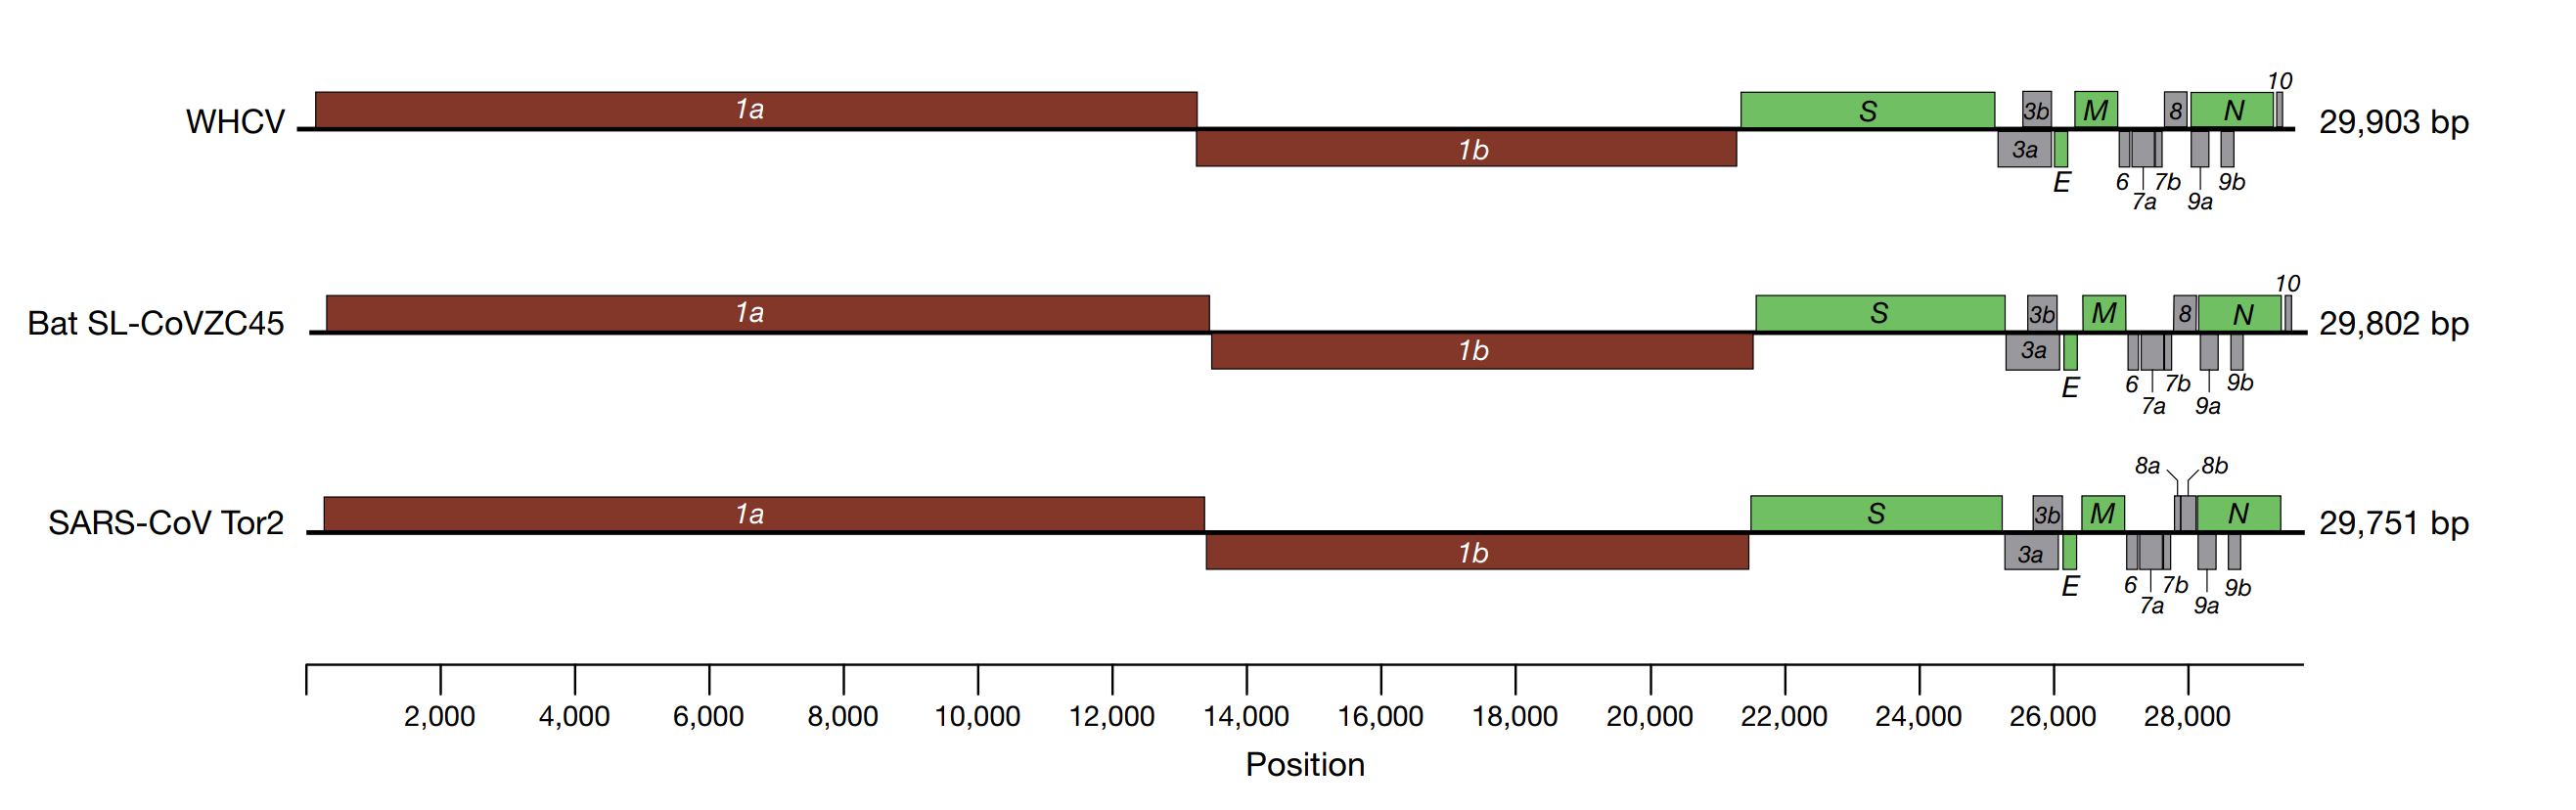 10
WHCV 1a S 3b M 8 N 29,903 bp
1b 3a
E 6 7b 9b
7a 9a
10
Bat SL-CoVZC45 1a S 3b M 8 N 29,802 bp
1b 3a
E 6 7b 9b
7a 9a
8a 8b
SARS-CoV Tor2 1a S 3b M N 29,751 bp
1b 3a
E 6 7b 9b
7a 9a
2,000 4,000 6,000 8,000 10,000 12,000 14,000 16,000 18,000 20,000 22,000 24,000 26,000 28,000
Position